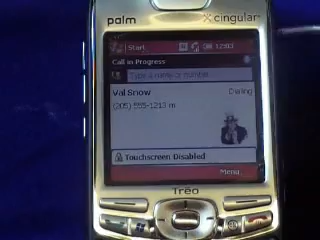 palm cingular
Start 12:03
Call in Progress
Type a name or number
Val Snow Dialing
(205) 555-1213 m
Touchscreen Disabled
Menu
Treo